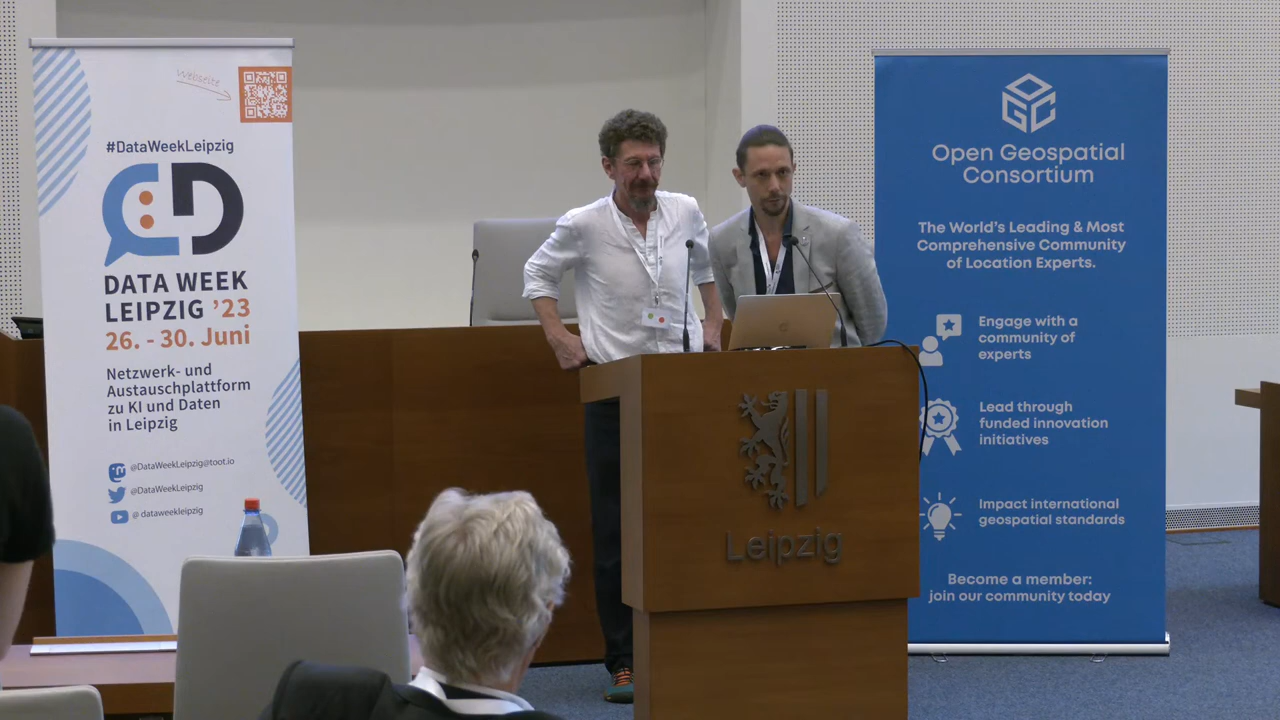 Webseite
#DataWeekLeipzig
DATA WEEK
LEIPZIG '23
26. - 30. Juni
Netzwerk- und
Austauschplattform
zu KI und Daten
in Leipzig
@DataWeekLeipzig@toot.io
@DataWeekLeipzig
@dataweekleipzig
Leipzig
OGC
Open Geospatial
Consortium
The World's Leading & Most
Comprehensive Community
of Location Experts.
Engage with a
community of
experts
Lead through
funded innovation
initiatives
Impact international
geospatial standards
Become a member:
join our community today